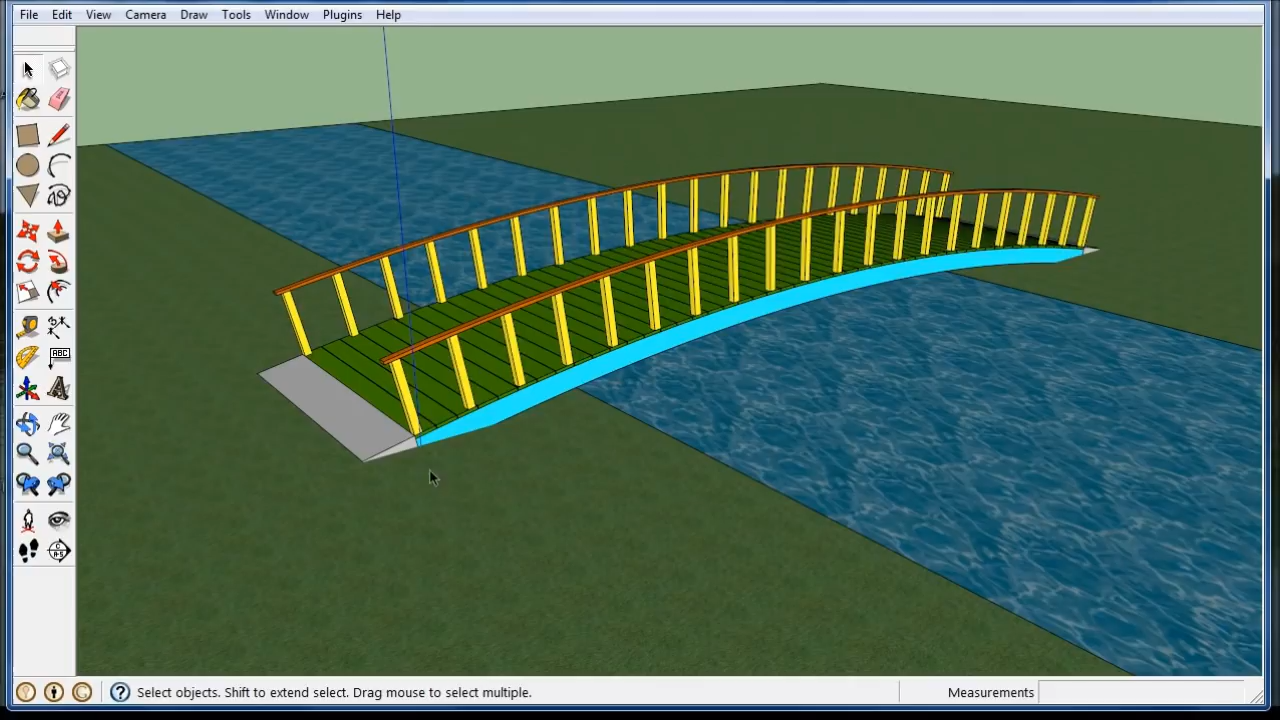 File Edit View Camera Draw Tools Window Plugins Help
ABC
Select objects. Shift to extend select. Drag mouse to select multiple.
Measurements